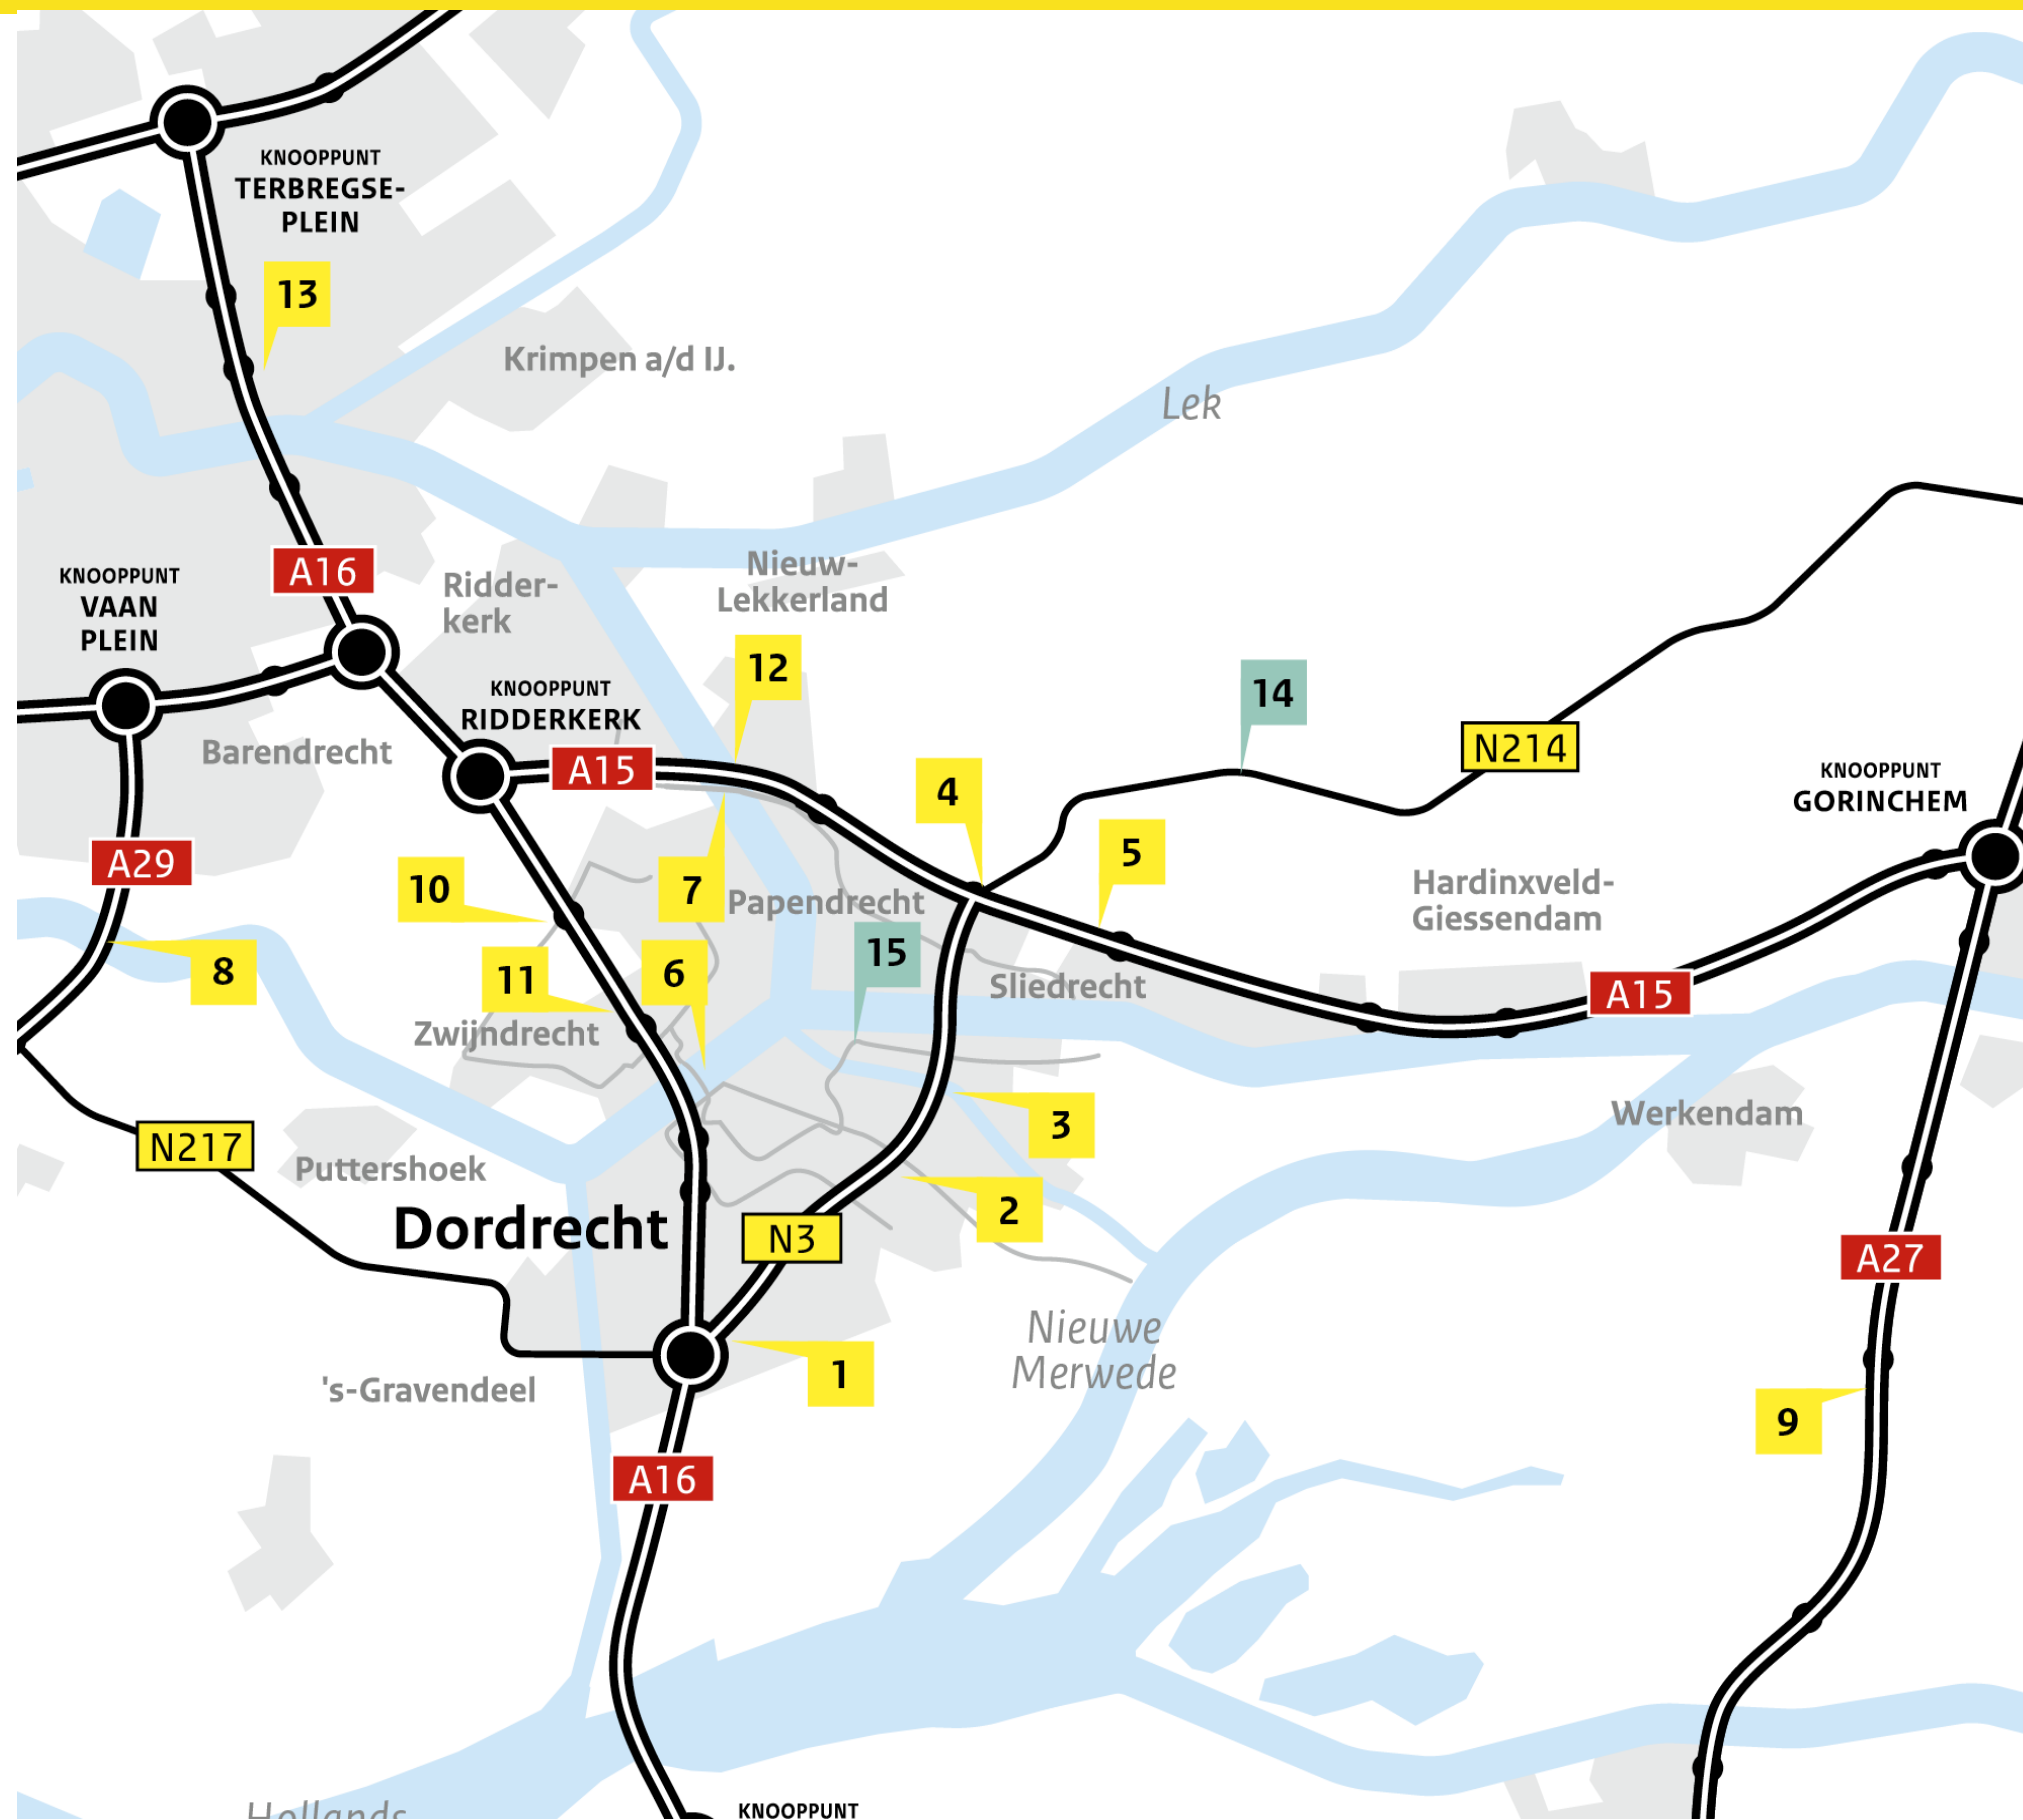 KNOOPPUNT
TERBREGSE-
PLEIN
13
Krimpen a/d IJ.
Lek
A16
KNOOPPUNT
VAAN
PLEIN
Ridder-
kerk
Nieuw-
Lekkerland
12
14
KNOOPPUNT
RIDDERKERK
N214
Barendrecht
A15
KNOOPPUNT
GORINCHEM
4
5
A29
10
7
Papendrecht
Hardinxveld-
Giessendam
15
8
11
6
Sliedrecht
A15
Zwijndrecht
3
Werkendam
N217
Puttershoek
2
Dordrecht
N3
A27
Nieuwe
Merwede
1
's-Gravendeel
9
A16
Hollands
KNOOPPUNT